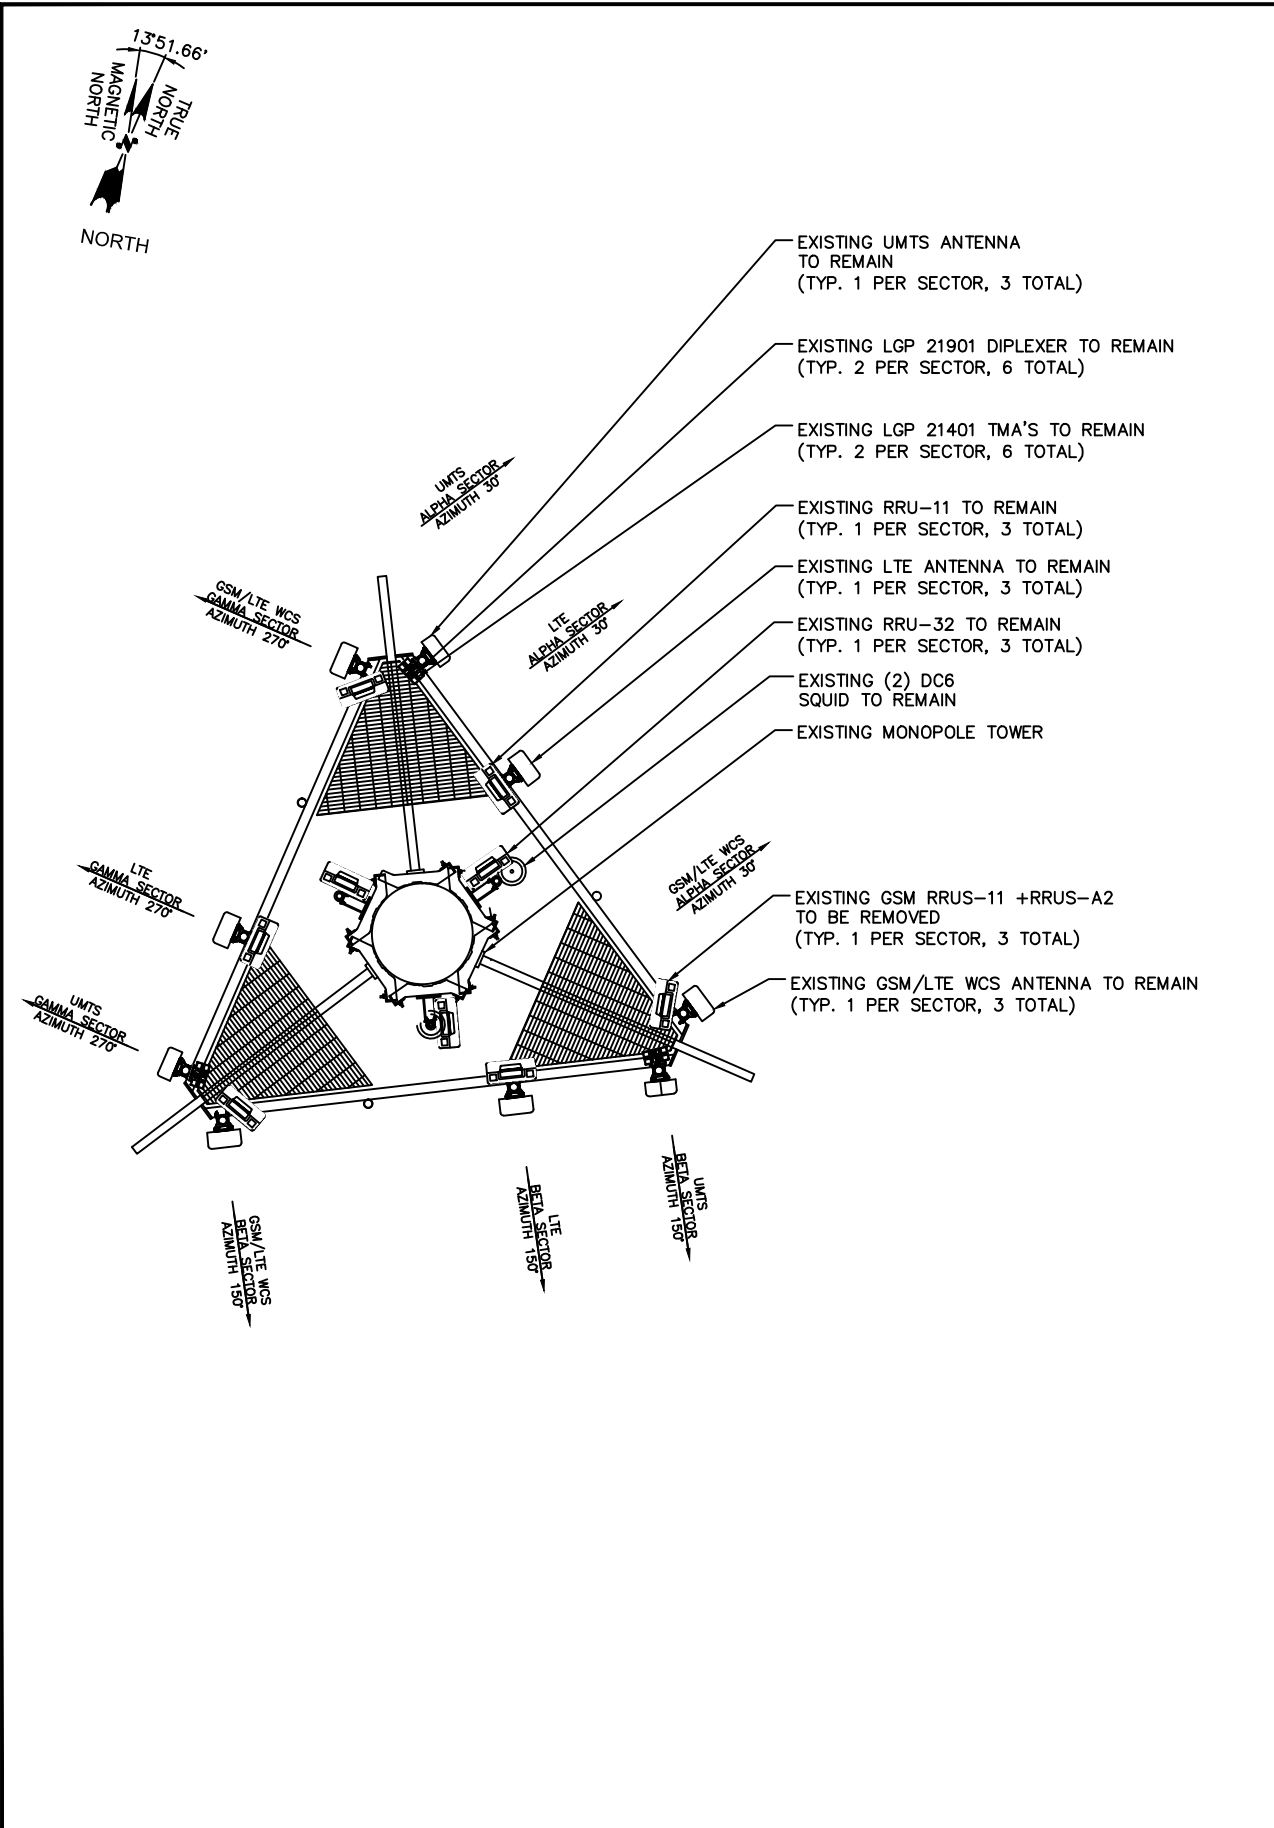 13°51.66'
MAGNETIC
NORTH
TRUE
NORTH
NORTH
EXISTING UMTS ANTENNA
TO REMAIN
(TYP. 1 PER SECTOR, 3 TOTAL)
EXISTING LGP 21901 DIPLEXER TO REMAIN
(TYP. 2 PER SECTOR, 6 TOTAL)
EXISTING LGP 21401 TMA'S TO REMAIN
(TYP. 2 PER SECTOR, 6 TOTAL)
EXISTING RRU-11 TO REMAIN
(TYP. 1 PER SECTOR, 3 TOTAL)
EXISTING LTE ANTENNA TO REMAIN
(TYP. 1 PER SECTOR, 3 TOTAL)
EXISTING RRU-32 TO REMAIN
(TYP. 1 PER SECTOR, 3 TOTAL)
EXISTING (2) DC6
SQUID TO REMAIN
EXISTING MONOPOLE TOWER
EXISTING GSM RRUS-11 +RRUS-A2
TO BE REMOVED
(TYP. 1 PER SECTOR, 3 TOTAL)
EXISTING GSM/LTE WCS ANTENNA TO REMAIN
(TYP. 1 PER SECTOR, 3 TOTAL)
UMTS
ALPHA SECTOR
AZIMUTH 30°
GSM/LTE WCS
GAMMA SECTOR
AZIMUTH 270°
LTE
ALPHA SECTOR
AZIMUTH 30°
GSM/LTE WCS
ALPHA SECTOR
AZIMUTH 30°
LTE
GAMMA SECTOR
AZIMUTH 270°
UMTS
GAMMA SECTOR
AZIMUTH 270°
GSM/LTE WCS
BETA SECTOR
AZIMUTH 150°
LTE
BETA SECTOR
AZIMUTH 150°
UMTS
BETA SECTOR
AZIMUTH 150°